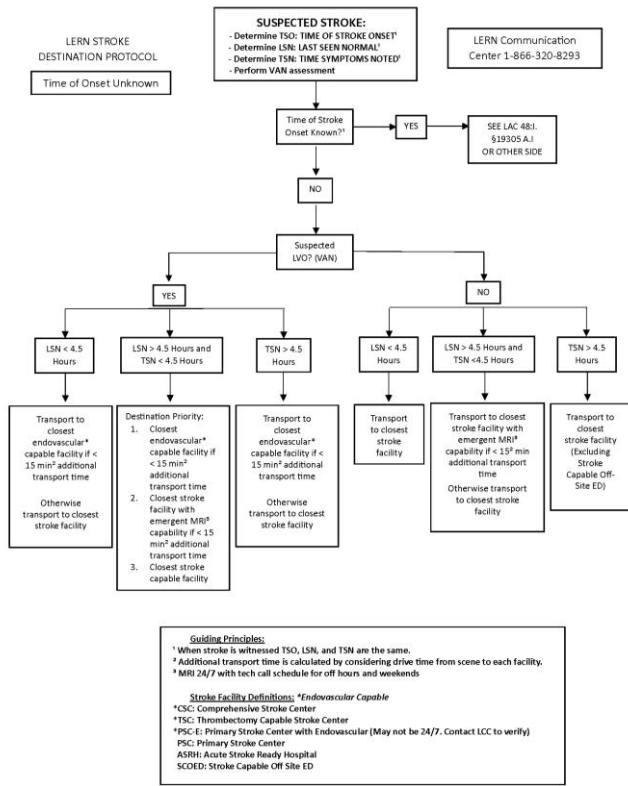 LERN STROKE
DESTINATION PROTOCOL
Time of Onset Unknown
SUSPECTED STROKE:
- Determine TSO: TIME OF STROKE ONSET¹
- Determine LSN: LAST SEEN NORMAL¹
- Determine TSN: TIME SYMPTOMS NOTED¹
- Perform VAN assessment
LERN Communication
Center 1-866-320-8293
Time of Stroke
Onset Known?¹
YES
SEE LAC 48:I.
§19305 A.I
OR OTHER SIDE
NO
Suspected
LVO? (VAN)
YES
NO
LSN < 4.5
Hours
LSN > 4.5 Hours and
TSN < 4.5 Hours
TSN > 4.5
Hours
LSN < 4.5
Hours
LSN > 4.5 Hours and
TSN <4.5 Hours
TSN > 4.5
Hours
Transport to
closest
endovascular*
capable facility if <
15 min² additional
transport time
Otherwise
transport to closest
stroke facility
Destination Priority:
1. Closest
endovascular*
capable facility if
< 15 min²
additional
transport time
2. Closest stroke
facility with
emergent MRI³
capability if < 15
min² additional
transport time
3. Closest stroke
capable facility
Transport to
closest
endovascular*
capable facility if
< 15 min²
additional
transport time
Otherwise
transport to closest
stroke facility
Transport to
closest stroke
facility
Transport to closest
stroke facility with
emergent MRI³
capability if < 15² min
additional transport
time
Otherwise transport to closest
stroke facility
Transport to
closest
stroke facility
(Excluding
Stroke
Capable Off-
Site ED)
Guiding Principles:
¹ When stroke is witnessed TSO, LSN, and TSN are the same.
² Additional transport time is calculated by considering drive time from scene to each facility.
³ MRI 24/7 with tech call schedule for off hours and weekends
Stroke Facility Definitions: *Endovascular Capable
*CSC: Comprehensive Stroke Center
*TSC: Thrombectomy Capable Stroke Center
*PSC-E: Primary Stroke Center with Endovascular (May not be 24/7. Contact LCC to verify)
PSC: Primary Stroke Center
ASRH: Acute Stroke Ready Hospital
SCOED: Stroke Capable Off Site ED